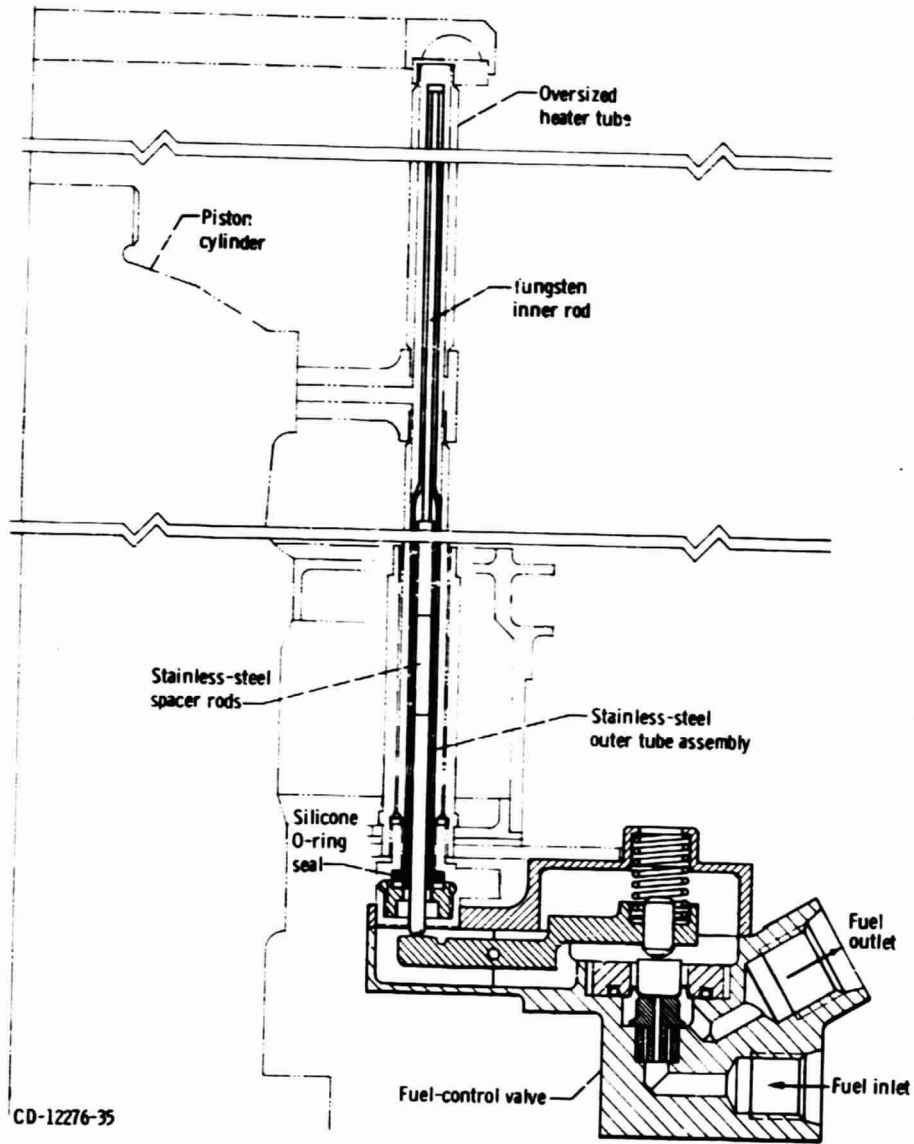 Oversized
heater tube
Piston
cylinder
Tungsten
inner rod
Stainless-steel
spacer rods
Stainless-steel
outer tube assembly
Silicone
O-ring
seal
Fuel
outlet
Fuel-control valve
Fuel inlet
CD-12276-35